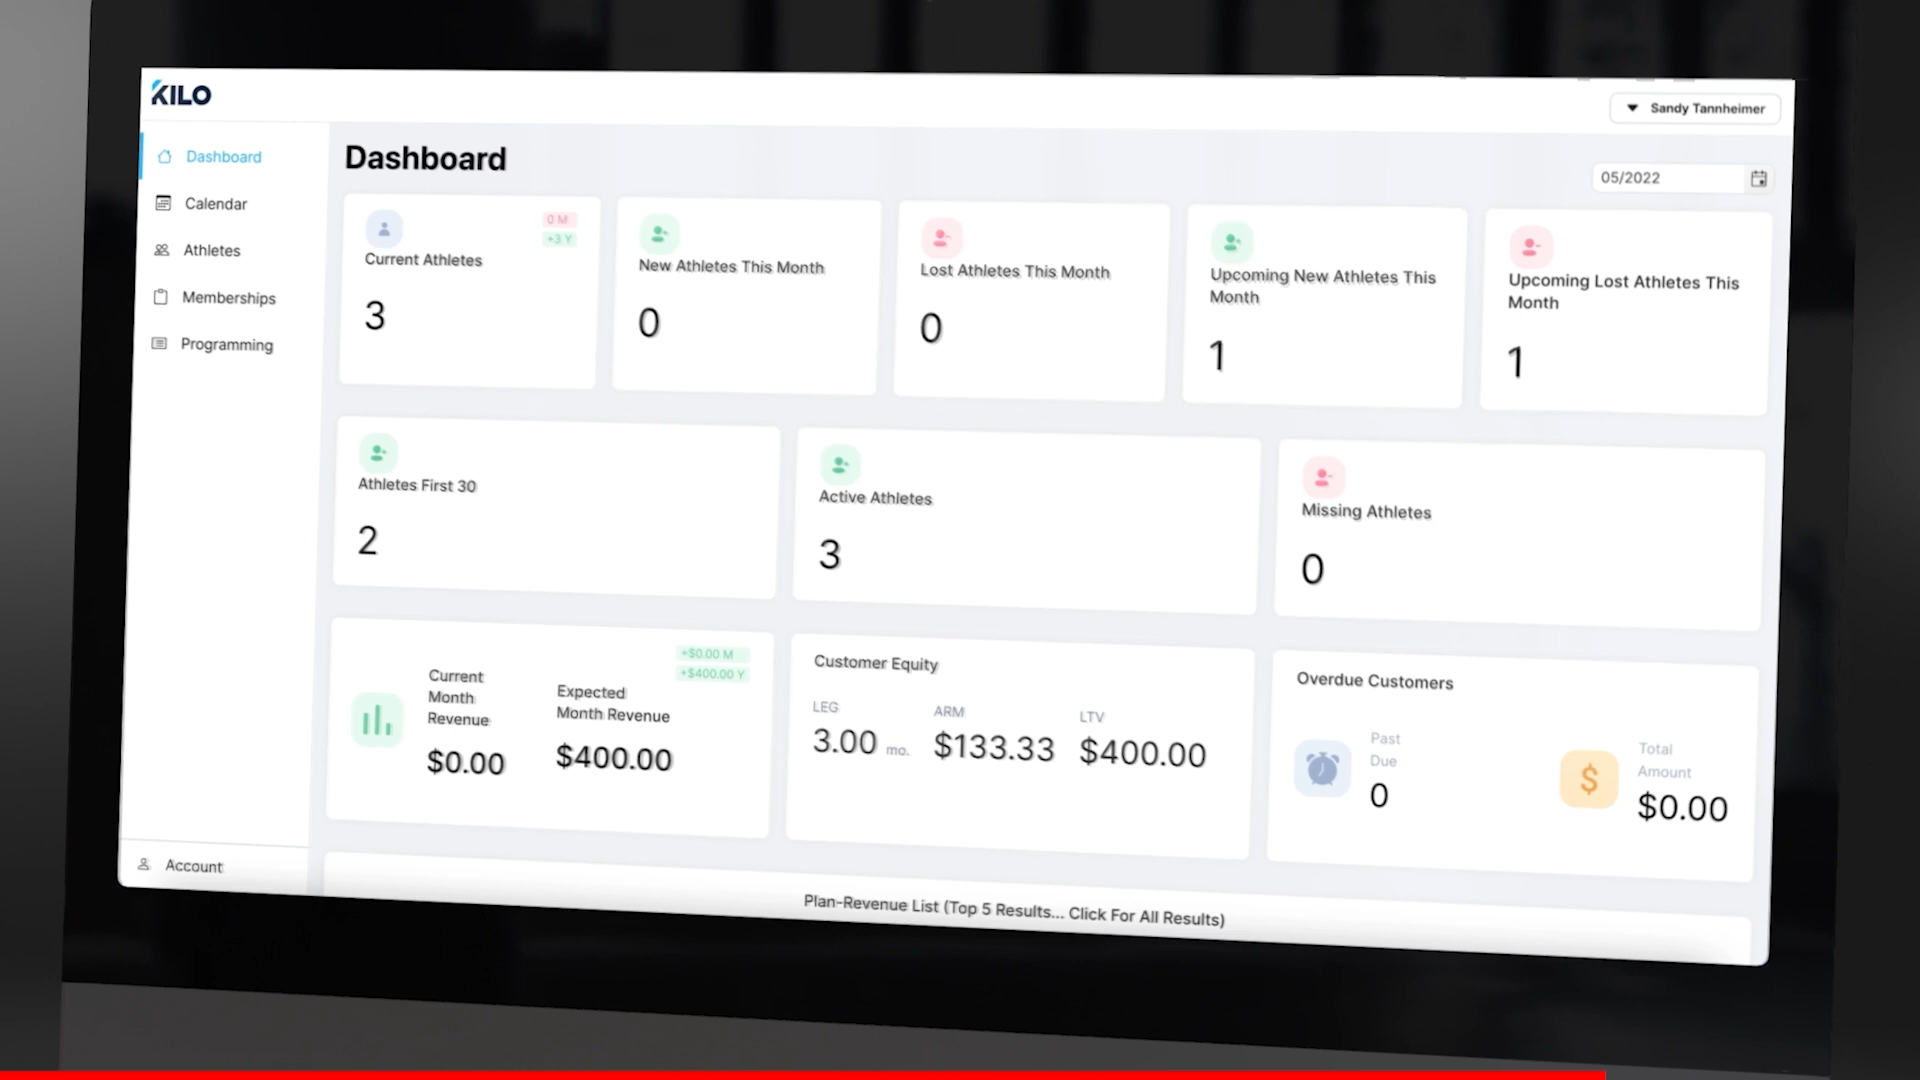 KILO
Sandy Tannheimer
Dashboard
Calendar
Athletes
Memberships
Programming
Account
Dashboard
05/2022
Current Athletes
0 M
+3 Y
3
New Athletes This Month
0
Lost Athletes This Month
0
Upcoming New Athletes This
Month
1
Upcoming Lost Athletes This
Month
1
Athletes First 30
2
Active Athletes
3
Missing Athletes
0
+$0.00 M
+$400.00 Y
Current
Month
Revenue
$0.00
Expected
Month Revenue
$400.00
Customer Equity
LEG
3.00 mo.
ARM
$133.33
LTV
$400.00
Overdue Customers
Past
Due
0
Total
Amount
$0.00
Plan-Revenue List (Top 5 Results... Click For All Results)